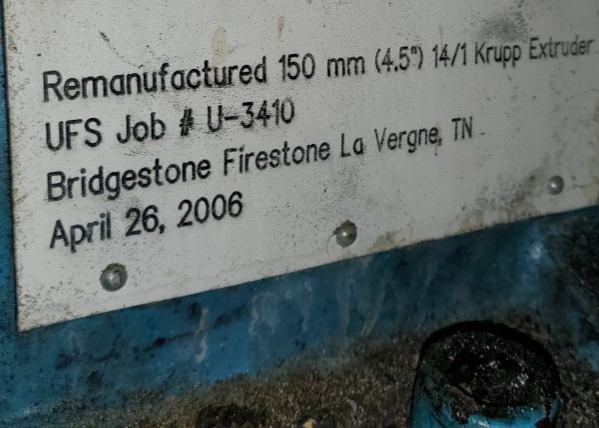 Remanufactured 150 mm (4.5") 14/1 Krupp Extruder
UFS Job # U-3410
Bridgestone Firestone La Vergne, TN
April 26, 2006